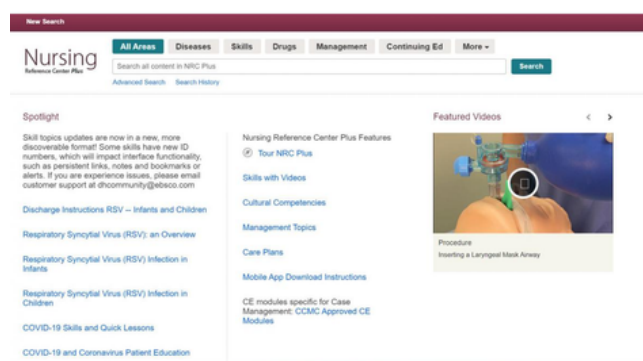 New Search
Nursing
Reference Center Plus
All Areas
Diseases
Skills
Drugs
Management
Continuing Ed
More
Search all content in NRC Plus
Search
Advanced Search
Search History
Spotlight
Skill topics updates are now in a new, more
discoverable format! Some skills have new ID
numbers, which will impact interface functionality,
such as persistent links, notes and bookmarks or
alerts. If you are experience issues, please email
customer support at dhcommunity@ebsco.com
Discharge Instructions RSV -- Infants and Children
Respiratory Syncytial Virus (RSV): an Overview
Respiratory Syncytial Virus (RSV) Infection in
Infants
Respiratory Syncytial Virus (RSV) Infection in
Children
COVID-19 Skills and Quick Lessons
COVID-19 and Coronavirus Patient Education
Nursing Reference Center Plus Features
Tour NRC Plus
Skills with Videos
Cultural Competencies
Management Topics
Care Plans
Mobile App Download Instructions
CE modules specific for Case
Management: CCMC Approved CE
Modules
Featured Videos
Procedure
Inserting a Laryngeal Mask Airway